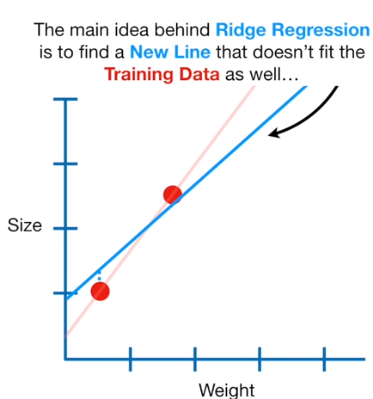 The main idea behind Ridge Regression
is to find a New Line that doesn't fit the
Training Data as well…
Size
Weight